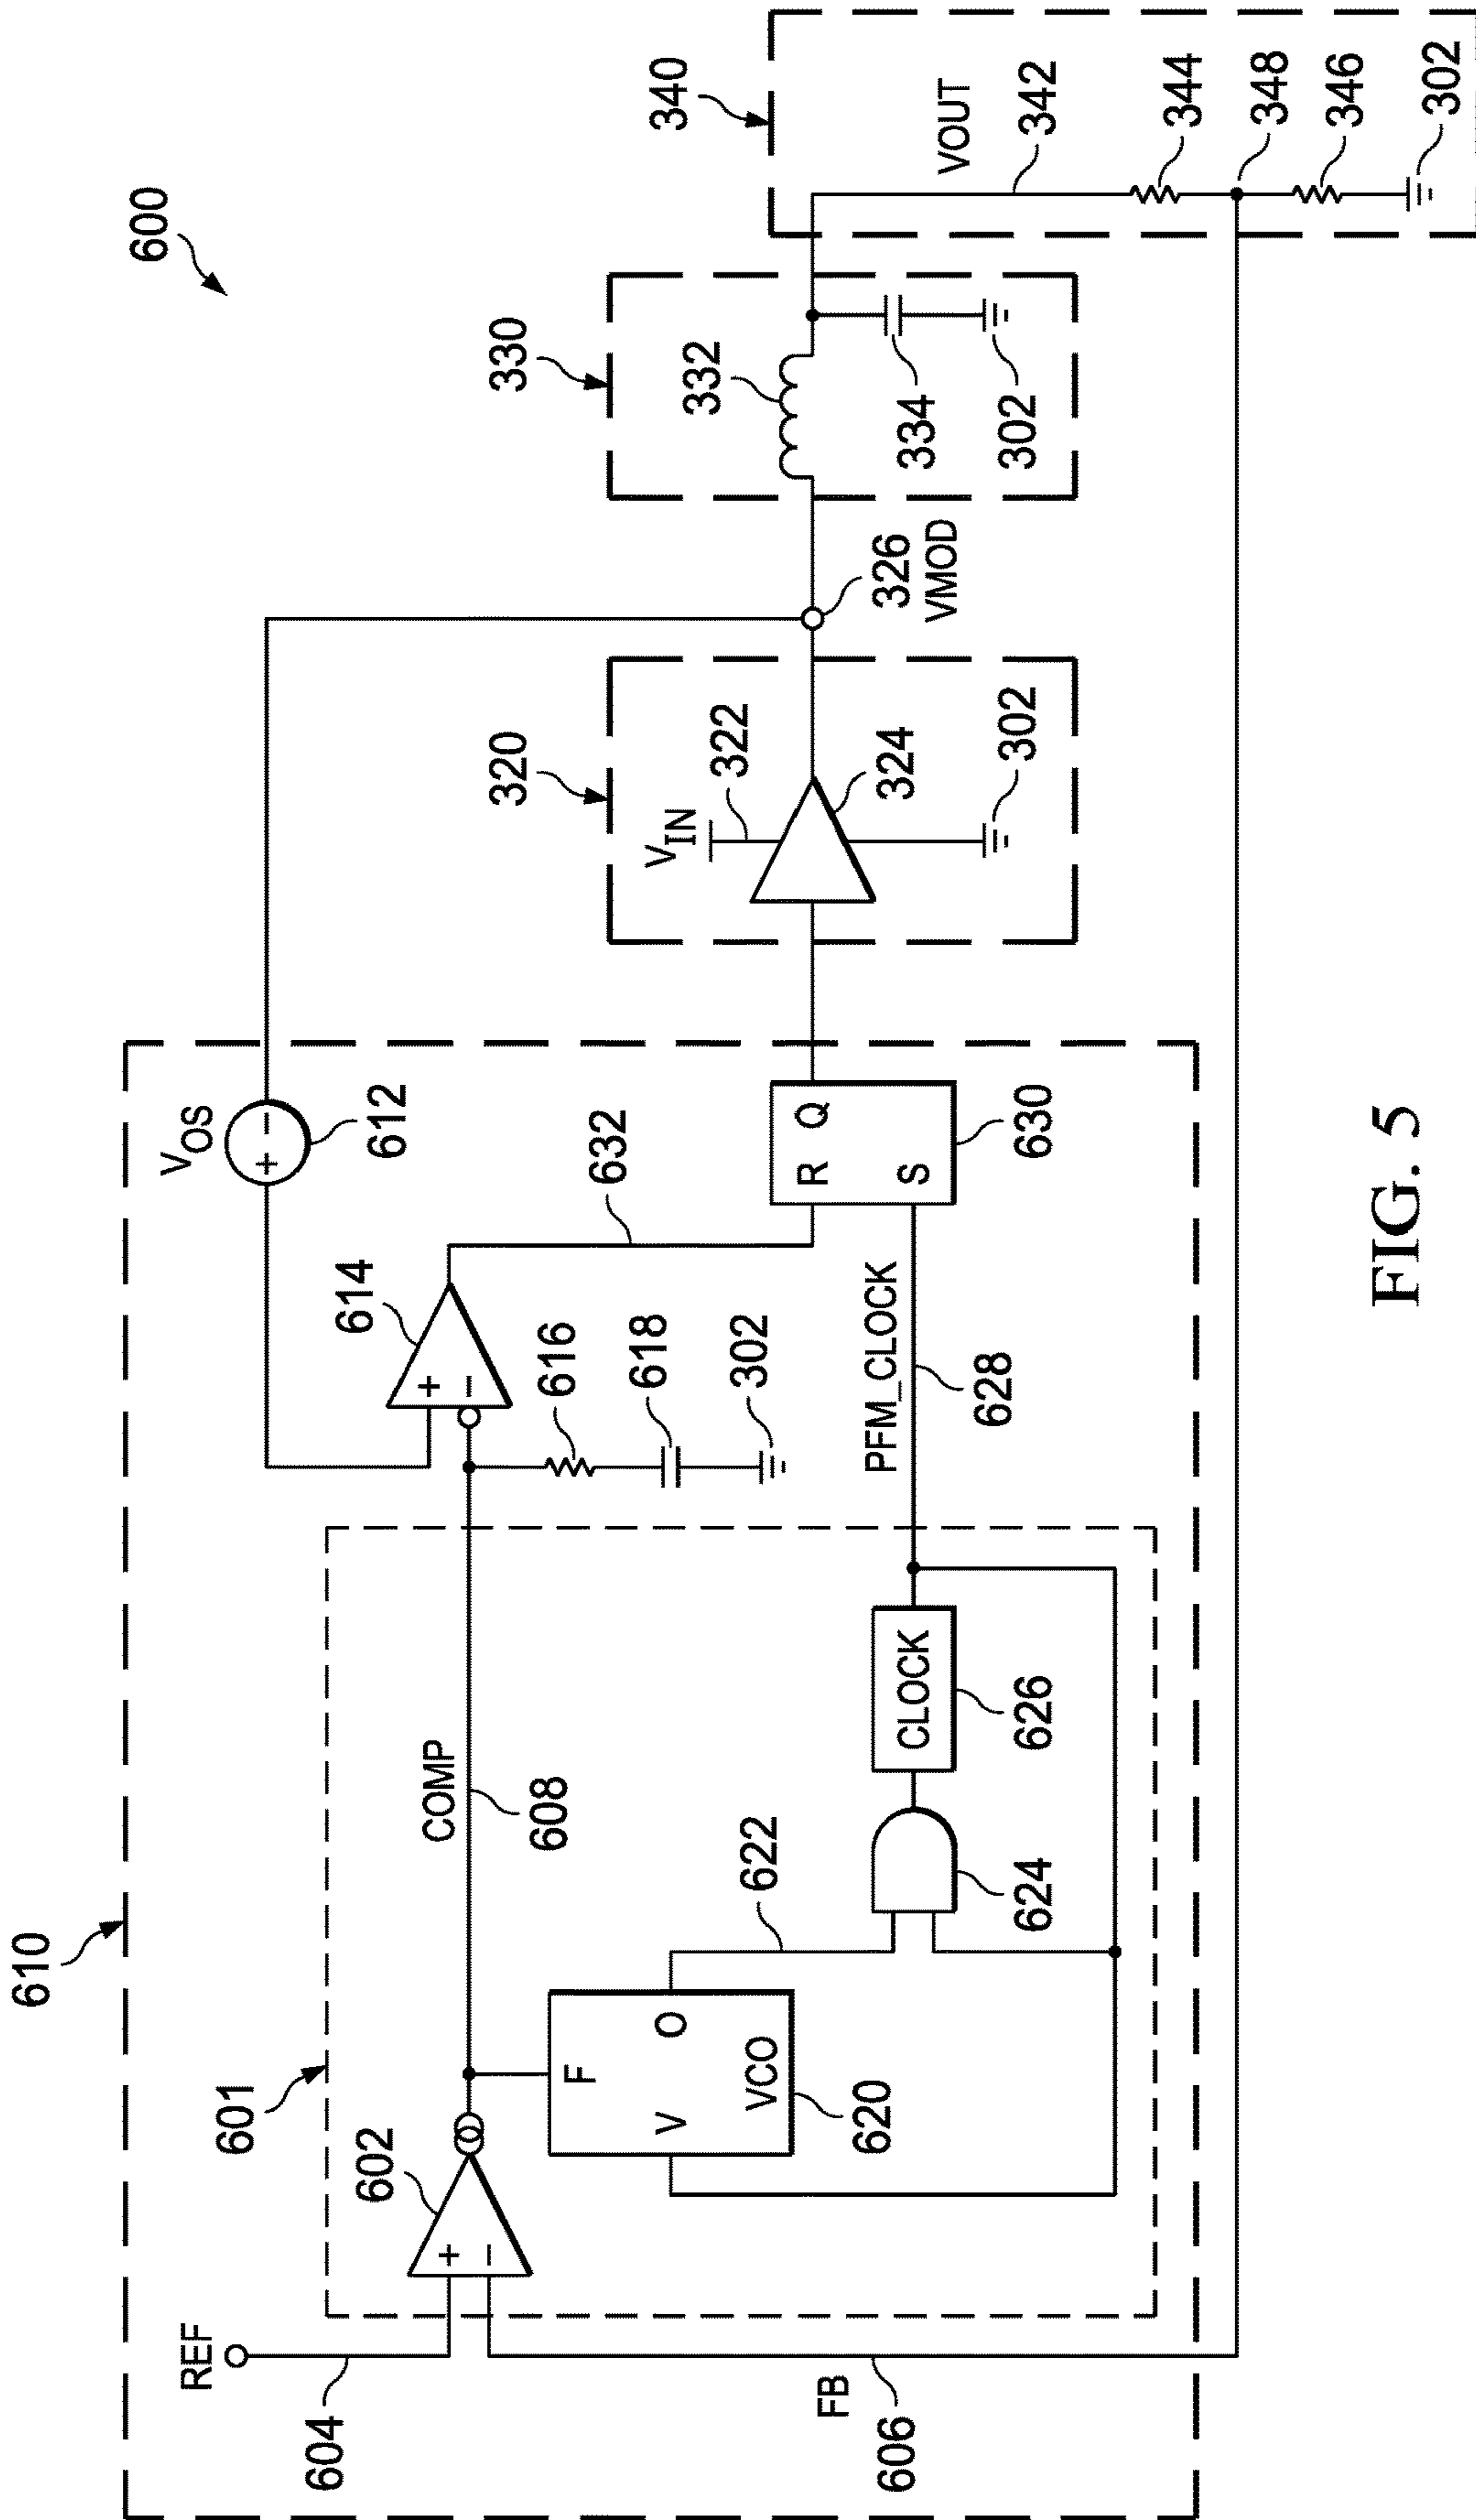 600
610
601
REF
604
602
+
−
FB
606
COMP
608
F
V
O
VCO
620
622
624
CLOCK
626
PFM_CLOCK
628
614
+
−
616
618
302
632
VOS
+
−
612
R
Q
S
630
320
VIN
322
324
302
326
VMOD
330
332
334
302
340
VOUT
342
344
348
346
302
FIG. 5